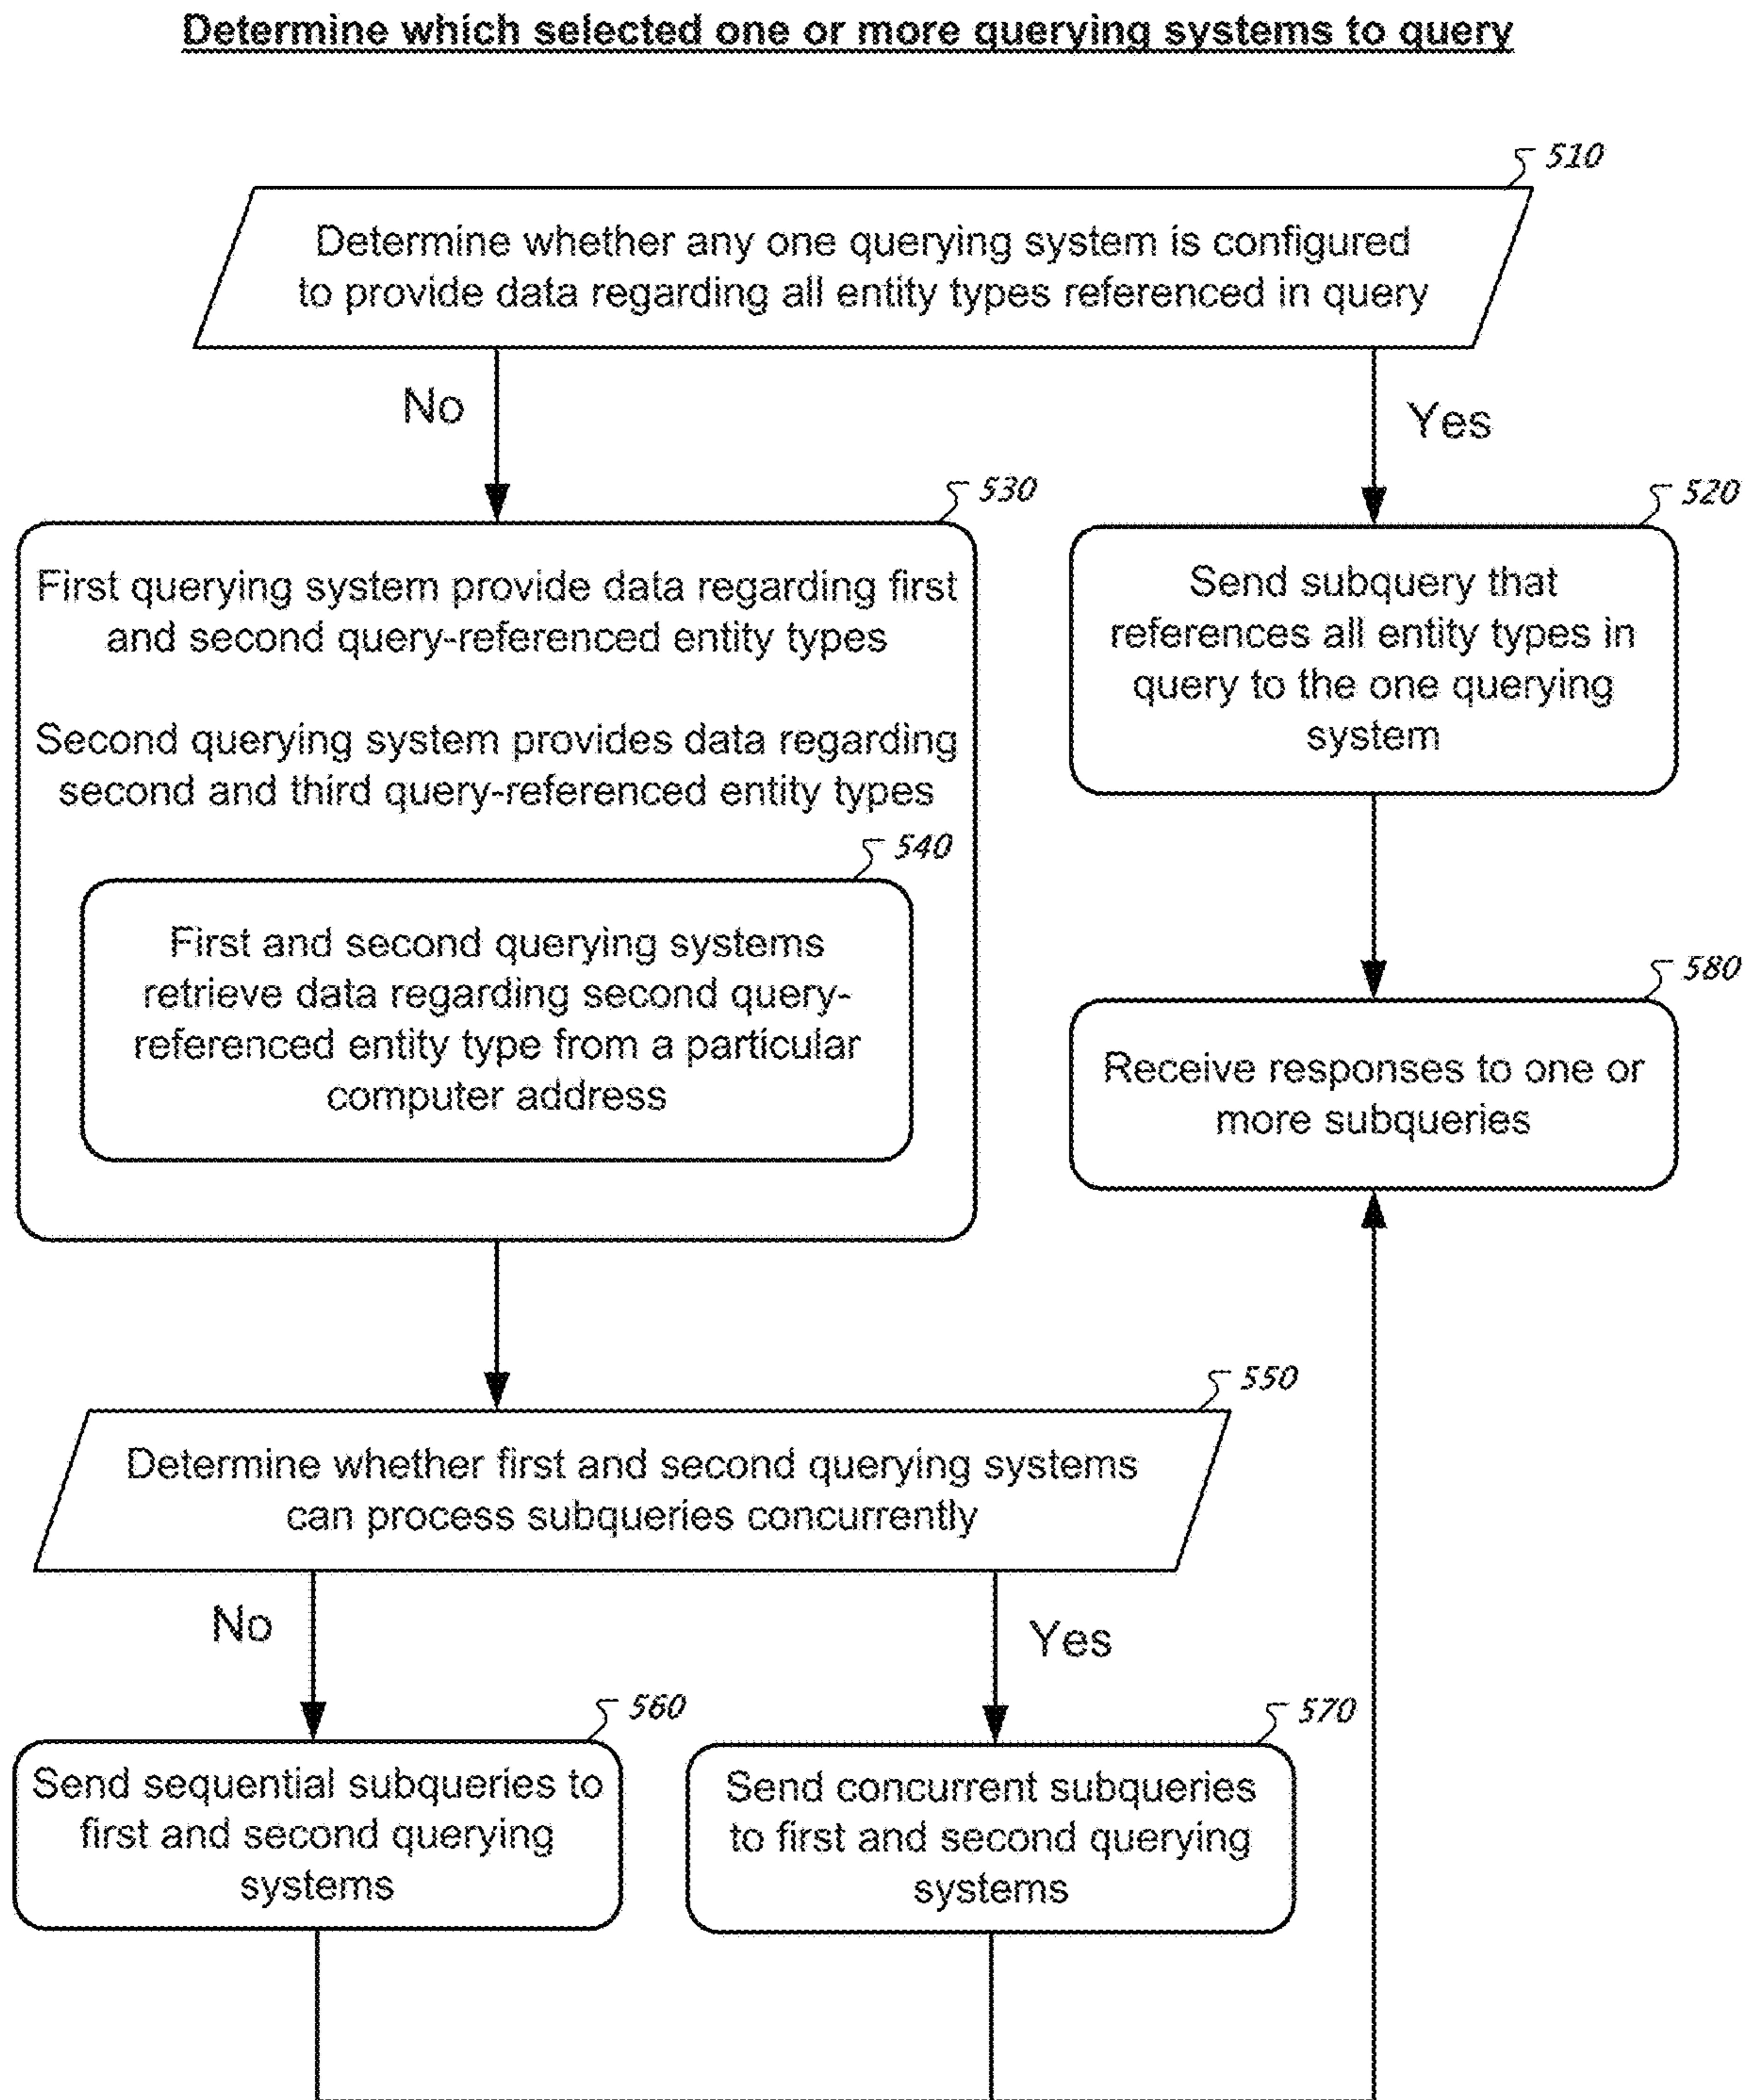 Determine which selected one or more querying systems to query
510
Determine whether any one querying system is configured
to provide data regarding all entity types referenced in query
No
Yes
530
First querying system provide data regarding first
and second query-referenced entity types
Second querying system provides data regarding
second and third query-referenced entity types
540
First and second querying systems
retrieve data regarding second query-
referenced entity type from a particular
computer address
520
Send subquery that
references all entity types in
query to the one querying
system
580
Receive responses to one or
more subqueries
550
Determine whether first and second querying systems
can process subqueries concurrently
No
Yes
560
Send sequential subqueries to
first and second querying
systems
570
Send concurrent subqueries
to first and second querying
systems